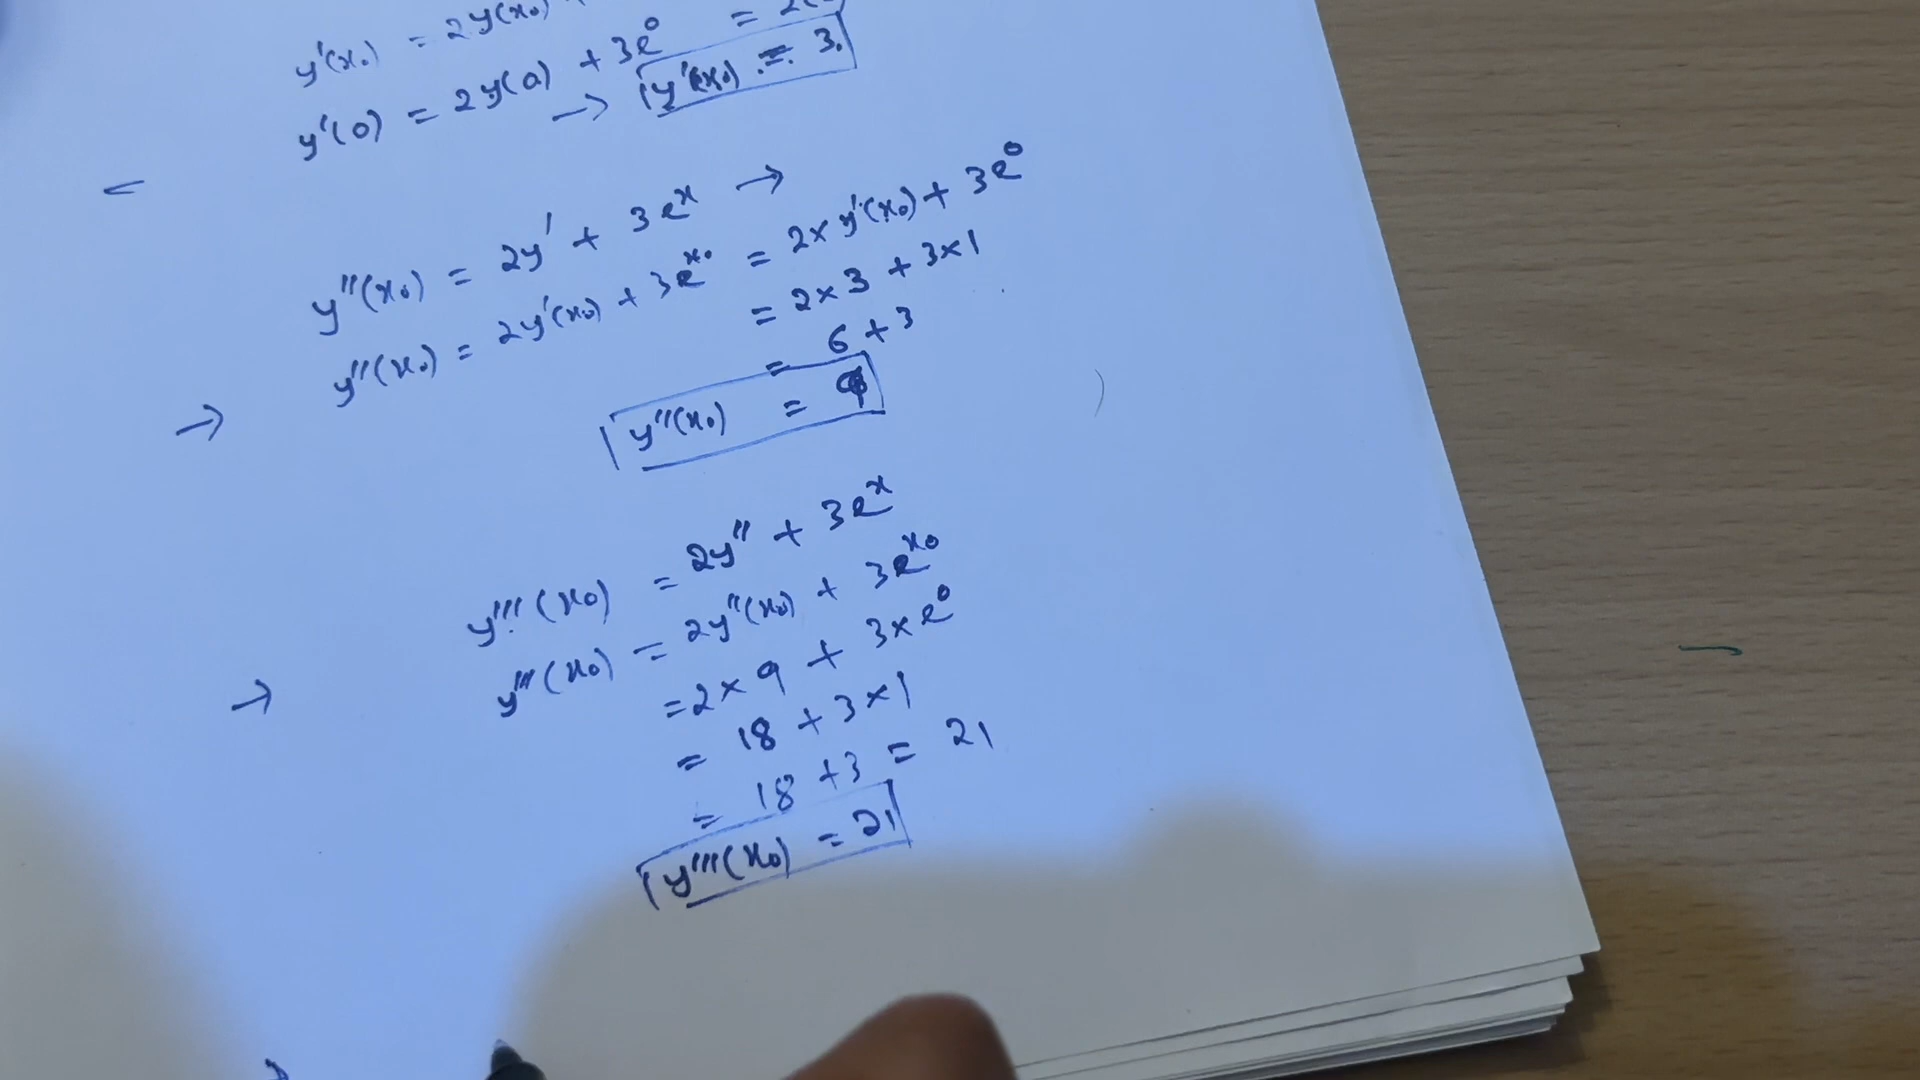 y'(x₀) = 2y(x₀)
y'(0) = 2y(0) + 3e⁰ = 2
→ y'(x₀) = 3.
y''(x₀) = 2y' + 3eˣ →
y''(x₀) = 2y'(x₀) + 3e^x₀ = 2×y'(x₀) + 3e⁰
= 2×3 + 3×1
= 6+3
→ y''(x₀) = 9
y'''(x₀) = 2y'' + 3eˣ
y'''(x₀) = 2y''(x₀) + 3e^x₀
→ = 2×9 + 3×e⁰
= 18 + 3×1
= 18 + 3 = 21
y'''(x₀) = 21